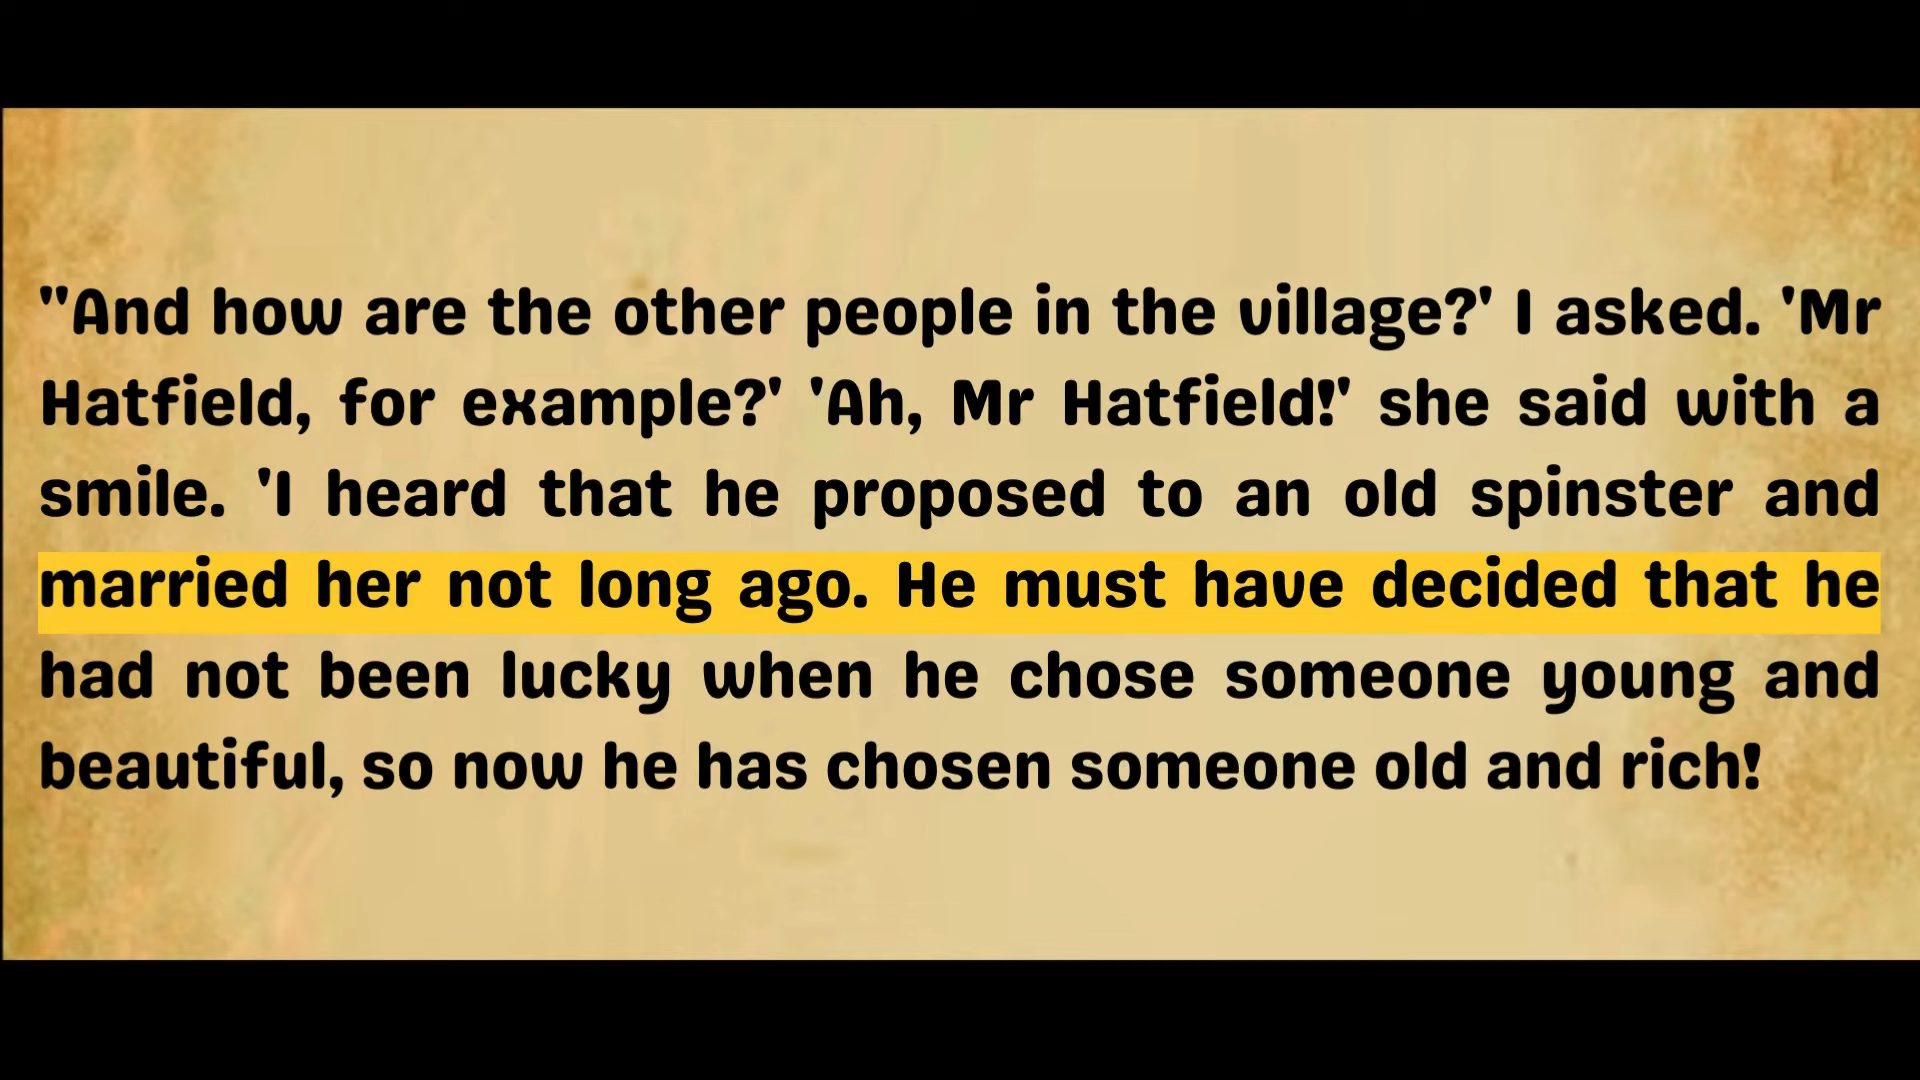 "And how are the other people in the village?' I asked. 'Mr
Hatfield, for example?' 'Ah, Mr Hatfield!' she said with a
smile. 'I heard that he proposed to an old spinster and
married her not long ago. He must have decided that he
had not been lucky when he chose someone young and
beautiful, so now he has chosen someone old and rich!